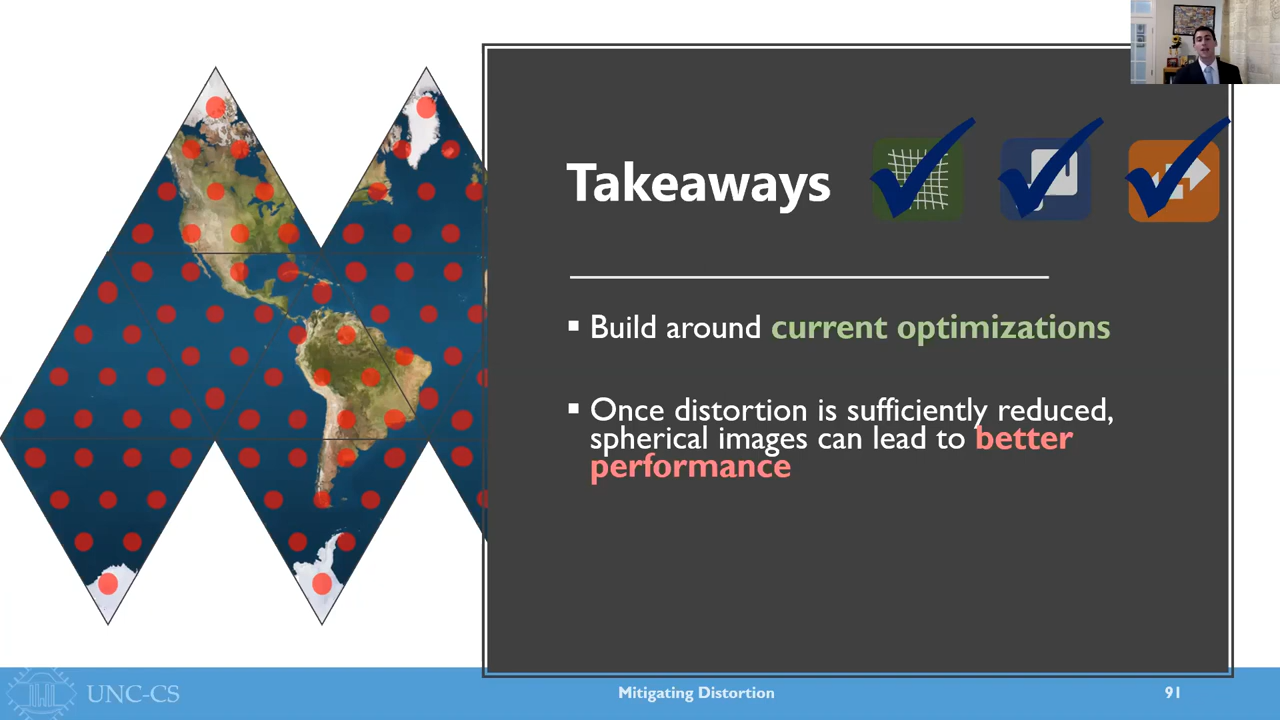 Takeaways
▪ Build around current optimizations
▪ Once distortion is sufficiently reduced,
spherical images can lead to better
performance
UNC-CS
Mitigating Distortion
91